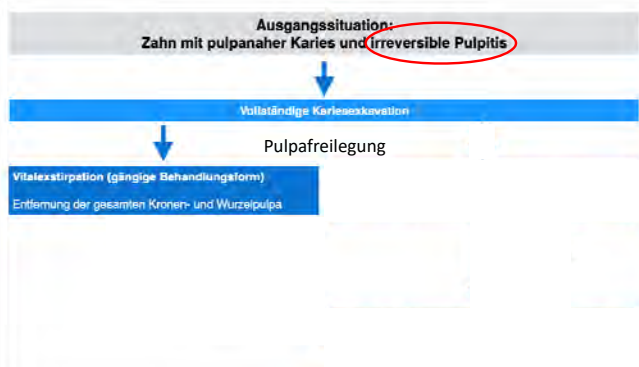 Ausgangssituation:
Zahn mit pulpanaher Karies und irreversible Pulpitis
Vollständige Kariesexkavation
Pulpafreilegung
Vitalexstirpation (gängige Behandlungsform)
Entfernung der gesamten Kronen- und Wurzelpulpa